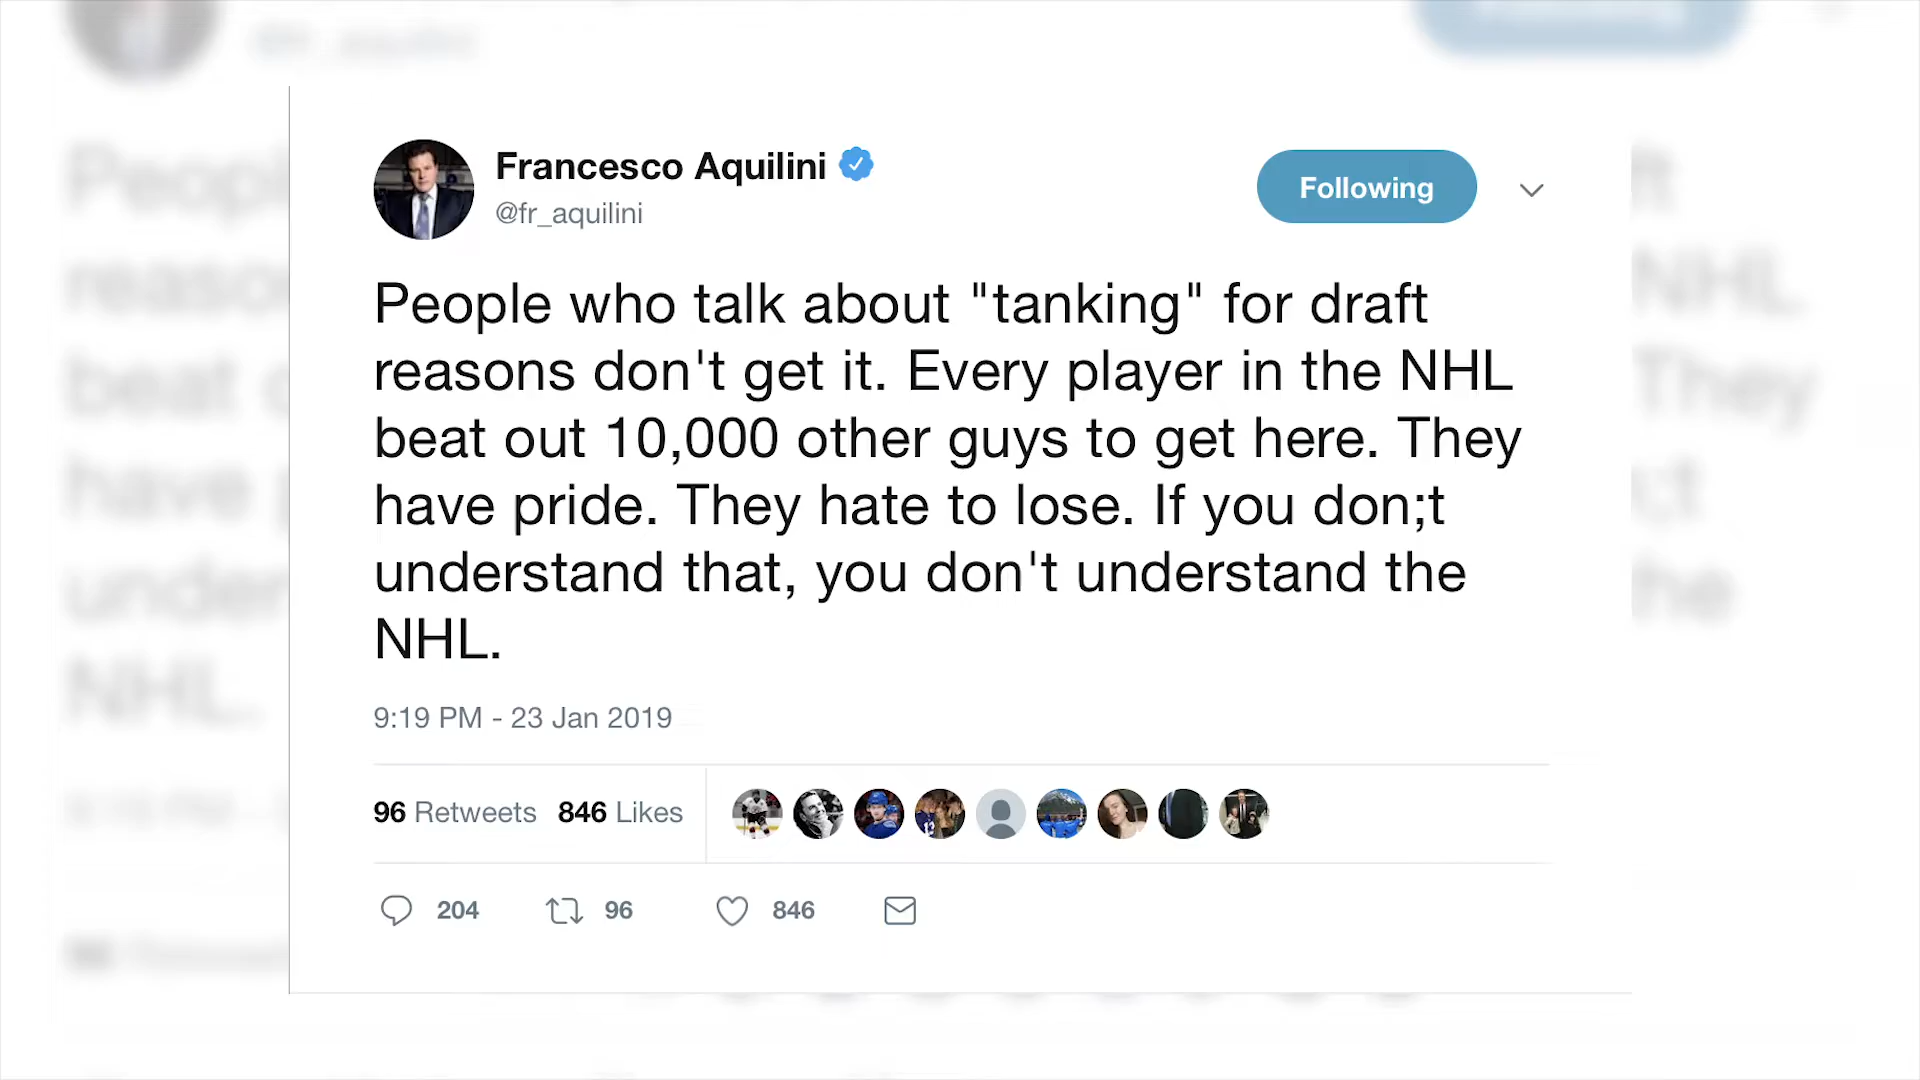 Francesco Aquilini
@fr_aquilini
Following
People who talk about "tanking" for draft
reasons don't get it. Every player in the NHL
beat out 10,000 other guys to get here. They
have pride. They hate to lose. If you don;t
understand that, you don't understand the
NHL.
9:19 PM - 23 Jan 2019
96 Retweets 846 Likes
204 96 846